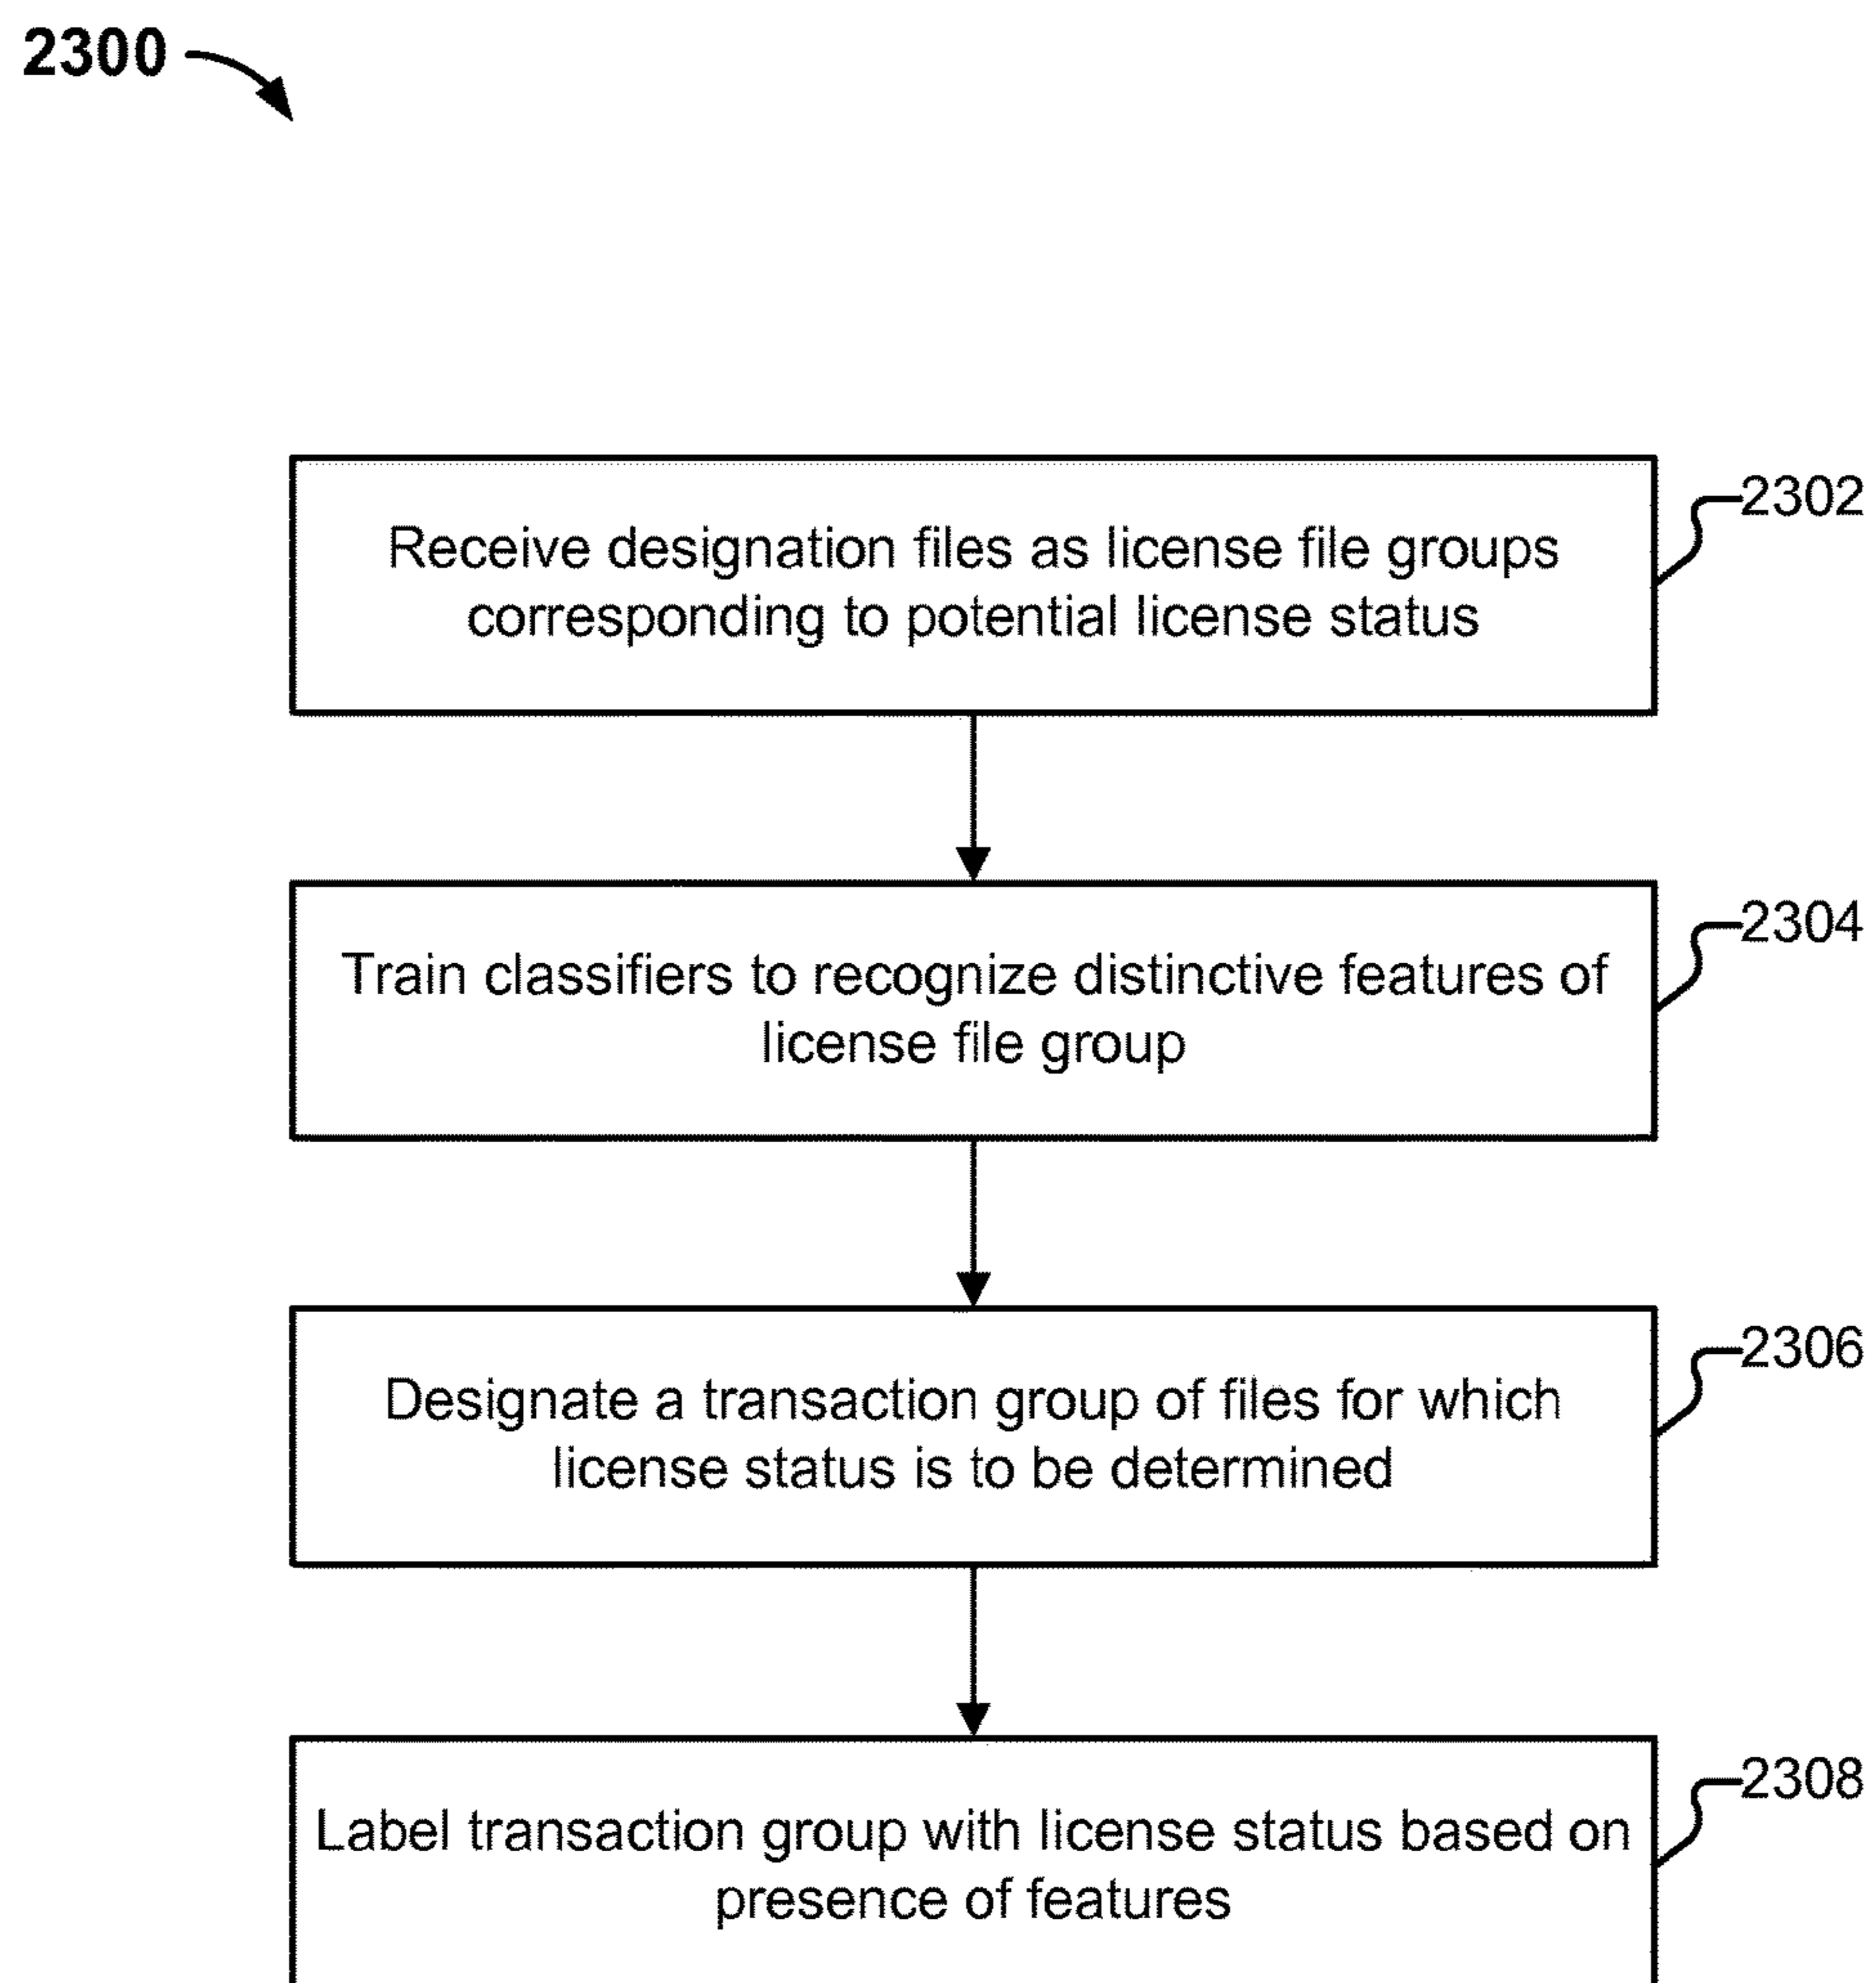 2300
2302
Receive designation files as license file groups
corresponding to potential license status
2304
Train classifiers to recognize distinctive features of
license file group
2306
Designate a transaction group of files for which
license status is to be determined
2308
Label transaction group with license status based on
presence of features